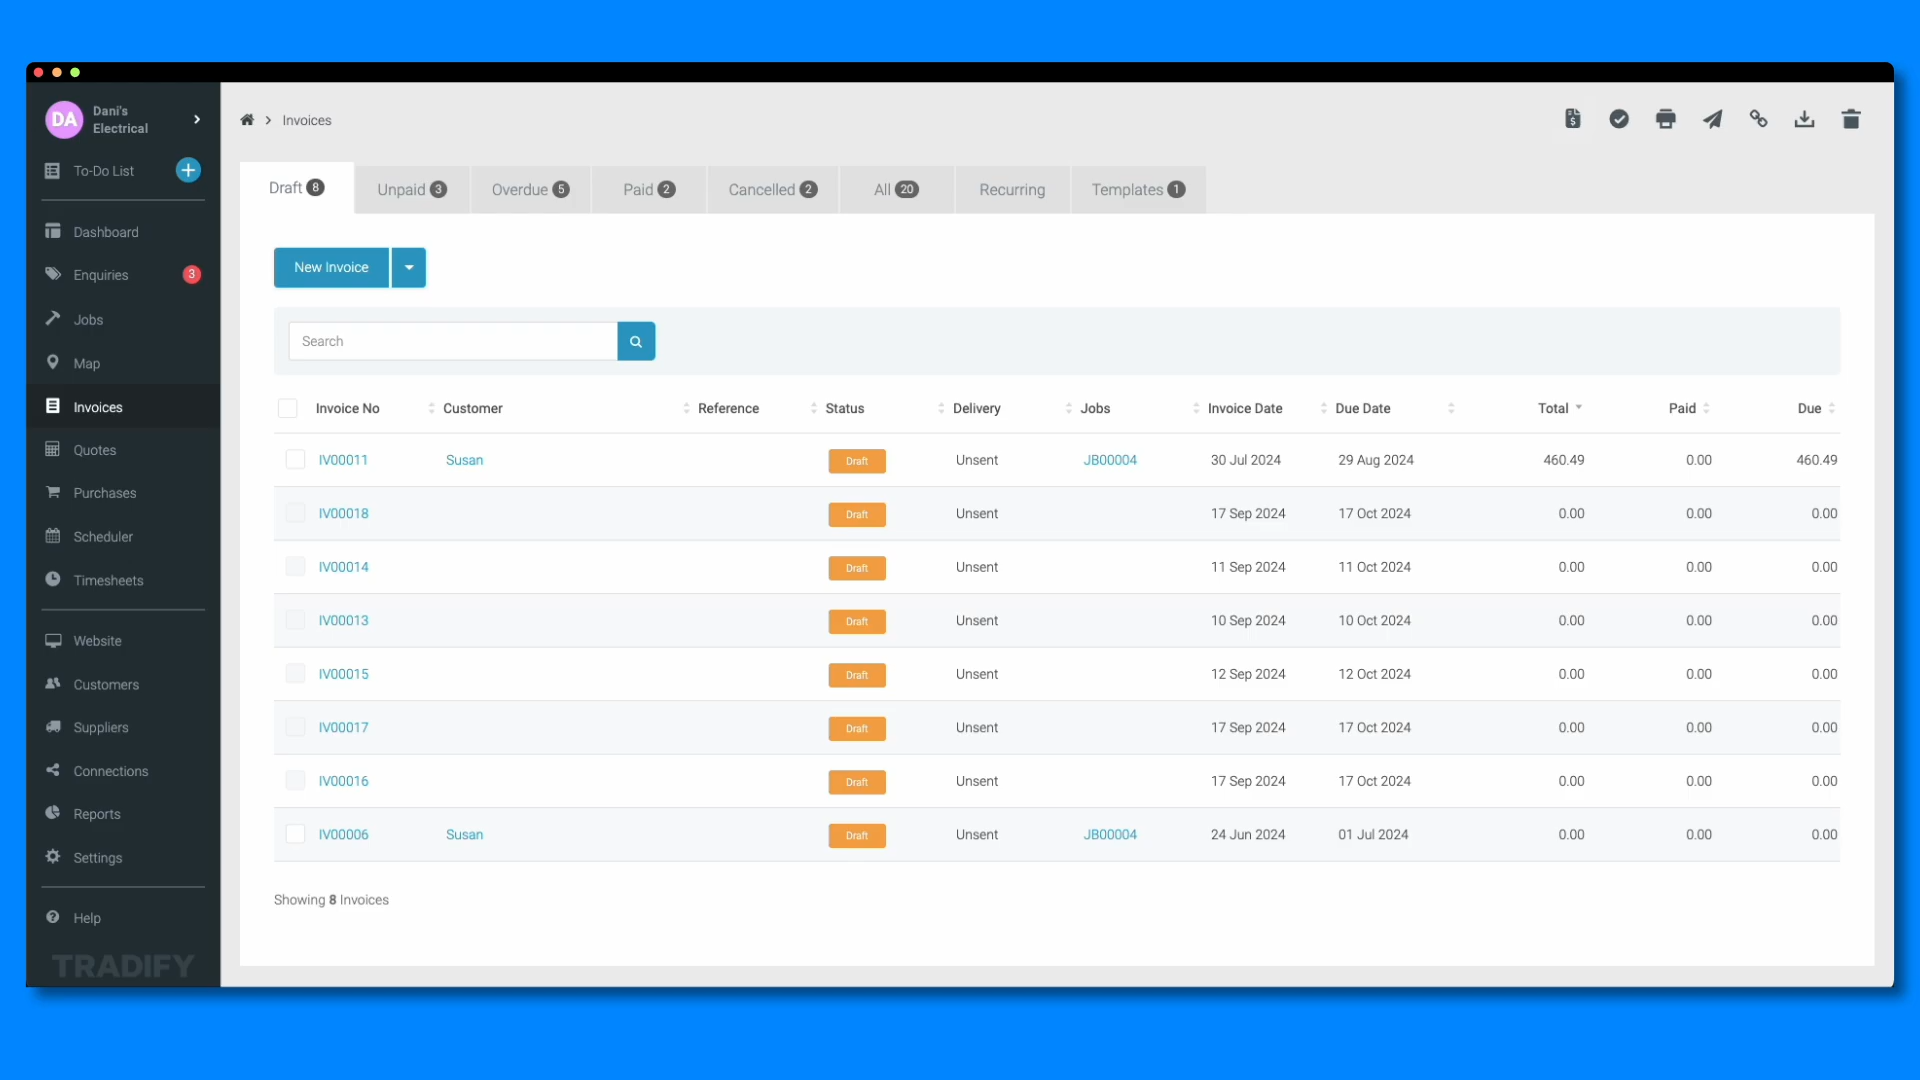 DA
Dani's
Electrical
To-Do List
Dashboard
Enquiries 3
Jobs
Map
Invoices
Quotes
Purchases
Scheduler
Timesheets
Website
Customers
Suppliers
Connections
Reports
Settings
Help
TRADIFY
Invoices
Draft 8 Unpaid 3 Overdue 5 Paid 2 Cancelled 2 All 20 Recurring Templates 1
New Invoice
Search
Invoice No Customer Reference Status Delivery Jobs Invoice Date Due Date Total Paid Due
IV00011 Susan Draft Unsent JB00004 30 Jul 2024 29 Aug 2024 460.49 0.00 460.49
IV00018 Draft Unsent 17 Sep 2024 17 Oct 2024 0.00 0.00 0.00
IV00014 Draft Unsent 11 Sep 2024 11 Oct 2024 0.00 0.00 0.00
IV00013 Draft Unsent 10 Sep 2024 10 Oct 2024 0.00 0.00 0.00
IV00015 Draft Unsent 12 Sep 2024 12 Oct 2024 0.00 0.00 0.00
IV00017 Draft Unsent 17 Sep 2024 17 Oct 2024 0.00 0.00 0.00
IV00016 Draft Unsent 17 Sep 2024 17 Oct 2024 0.00 0.00 0.00
IV00006 Susan Draft Unsent JB00004 24 Jun 2024 01 Jul 2024 0.00 0.00 0.00
Showing 8 Invoices